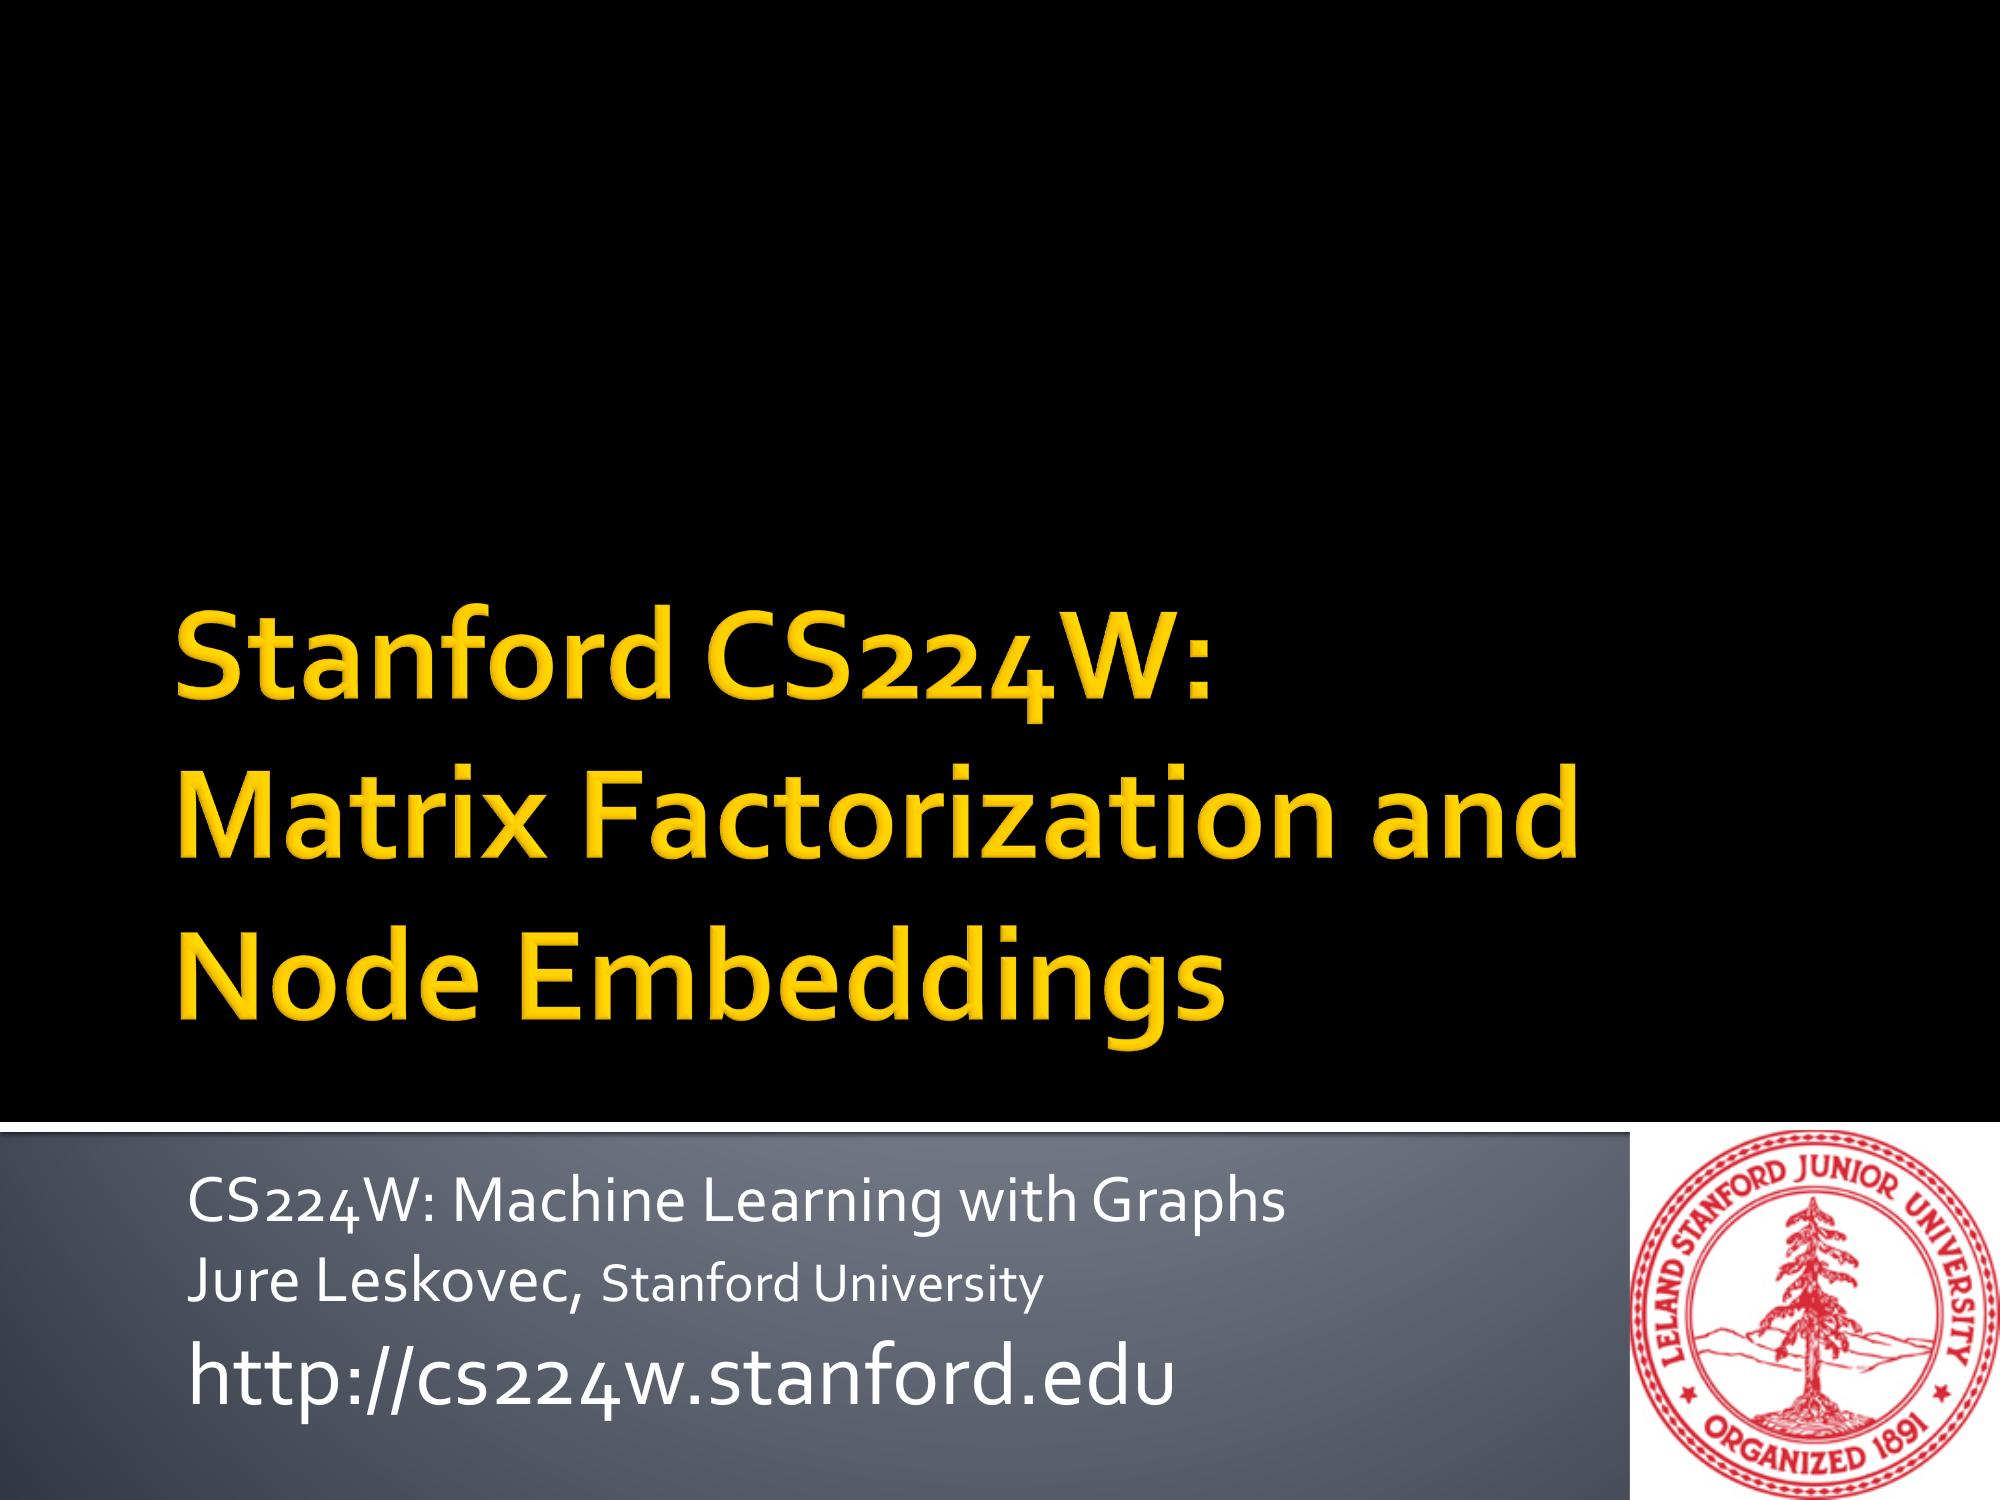 Stanford CS224W:
Matrix Factorization and
Node Embeddings
CS224W: Machine Learning with Graphs
Jure Leskovec, Stanford University
http://cs224w.stanford.edu
LELAND STANFORD JUNIOR UNIVERSITY
ORGANIZED 1891